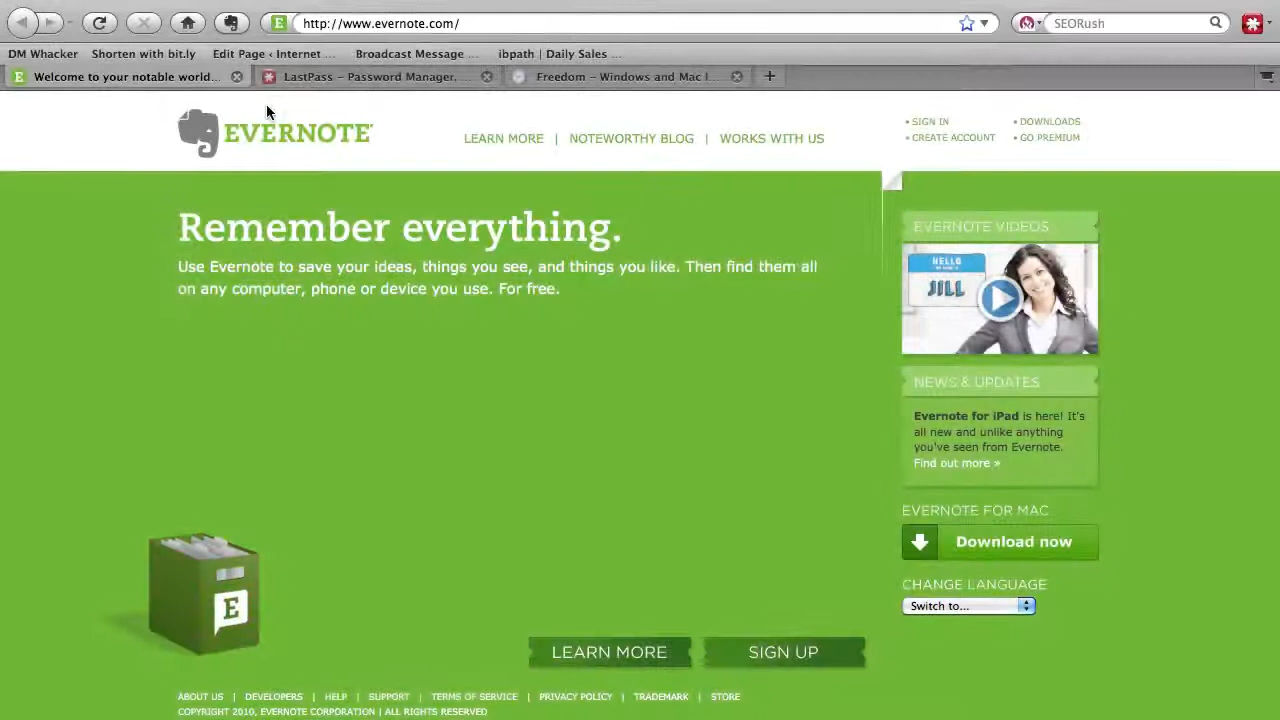 http://www.evernote.com/
SEORush
DM Whacker
Shorten with bit.ly
Edit Page ‹ Internet ...
Broadcast Message ...
ibpath | Daily Sales ...
Welcome to your notable world...
LastPass – Password Manager,...
Freedom – Windows and Mac I...
EVERNOTE
LEARN MORE | NOTEWORTHY BLOG | WORKS WITH US
• SIGN IN
• DOWNLOADS
• CREATE ACCOUNT
• GO PREMIUM
Remember everything.
Use Evernote to save your ideas, things you see, and things you like. Then find them all
on any computer, phone or device you use. For free.
EVERNOTE VIDEOS
HELLO
JILL
NEWS & UPDATES
Evernote for iPad is here! It's
all new and unlike anything
you've seen from Evernote.
Find out more »
EVERNOTE FOR MAC
Download now
CHANGE LANGUAGE
Switch to...
E
LEARN MORE
SIGN UP
ABOUT US | DEVELOPERS | HELP | SUPPORT | TERMS OF SERVICE | PRIVACY POLICY | TRADEMARK | STORE
COPYRIGHT 2010, EVERNOTE CORPORATION | ALL RIGHTS RESERVED